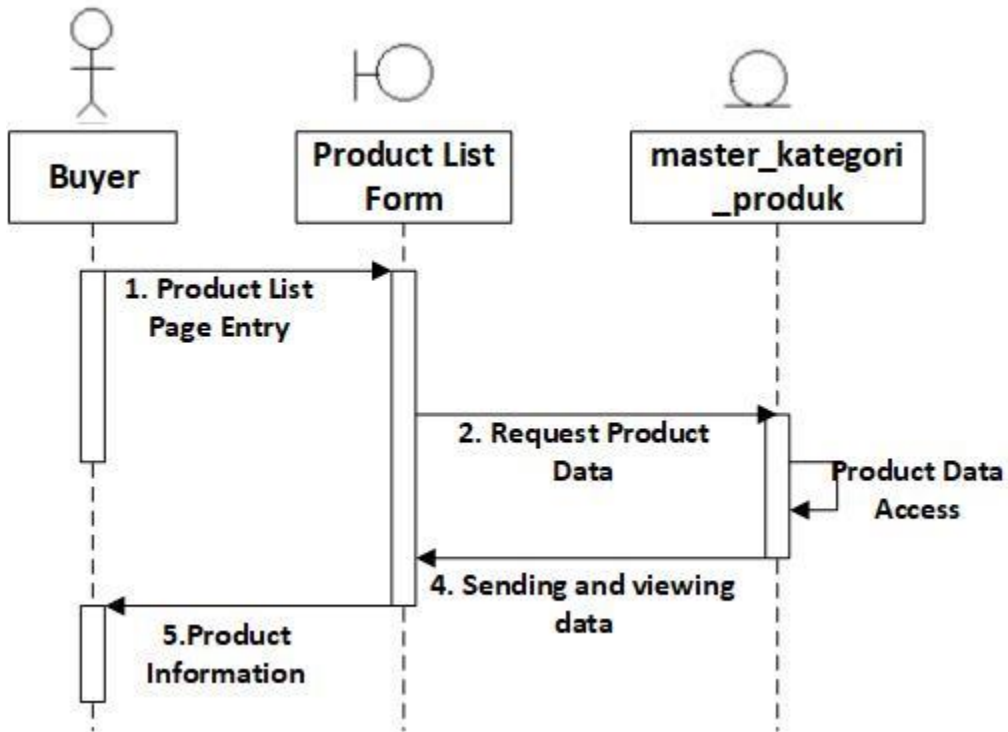 Buyer
Product List
Form
master_kategori
_produk
1. Product List
Page Entry
2. Request Product
Data
Product Data
Access
4. Sending and viewing
data
5.Product
Information